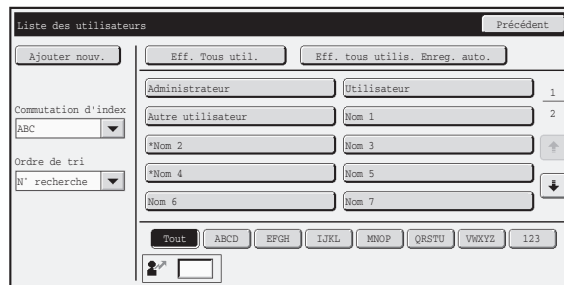 Liste des utilisateurs
Précédent
Ajouter nouv.
Eff. Tous util.
Eff. tous utilis. Enreg. auto.
Administrateur
Utilisateur
1
Commutation d'index
ABC
Autre utilisateur
Nom 1
2
*Nom 2
Nom 3
Ordre de tri
N° recherche
*Nom 4
Nom 5
Nom 6
Nom 7
Tout
ABCD
EFGH
IJKL
MNOP
QRSTU
VWXYZ
123